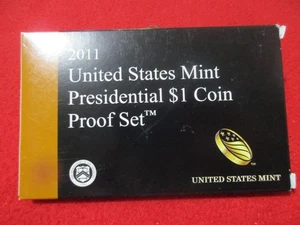 2011
United States Mint
Presidential $1 Coin
Proof Set™
UNITED STATES MINT